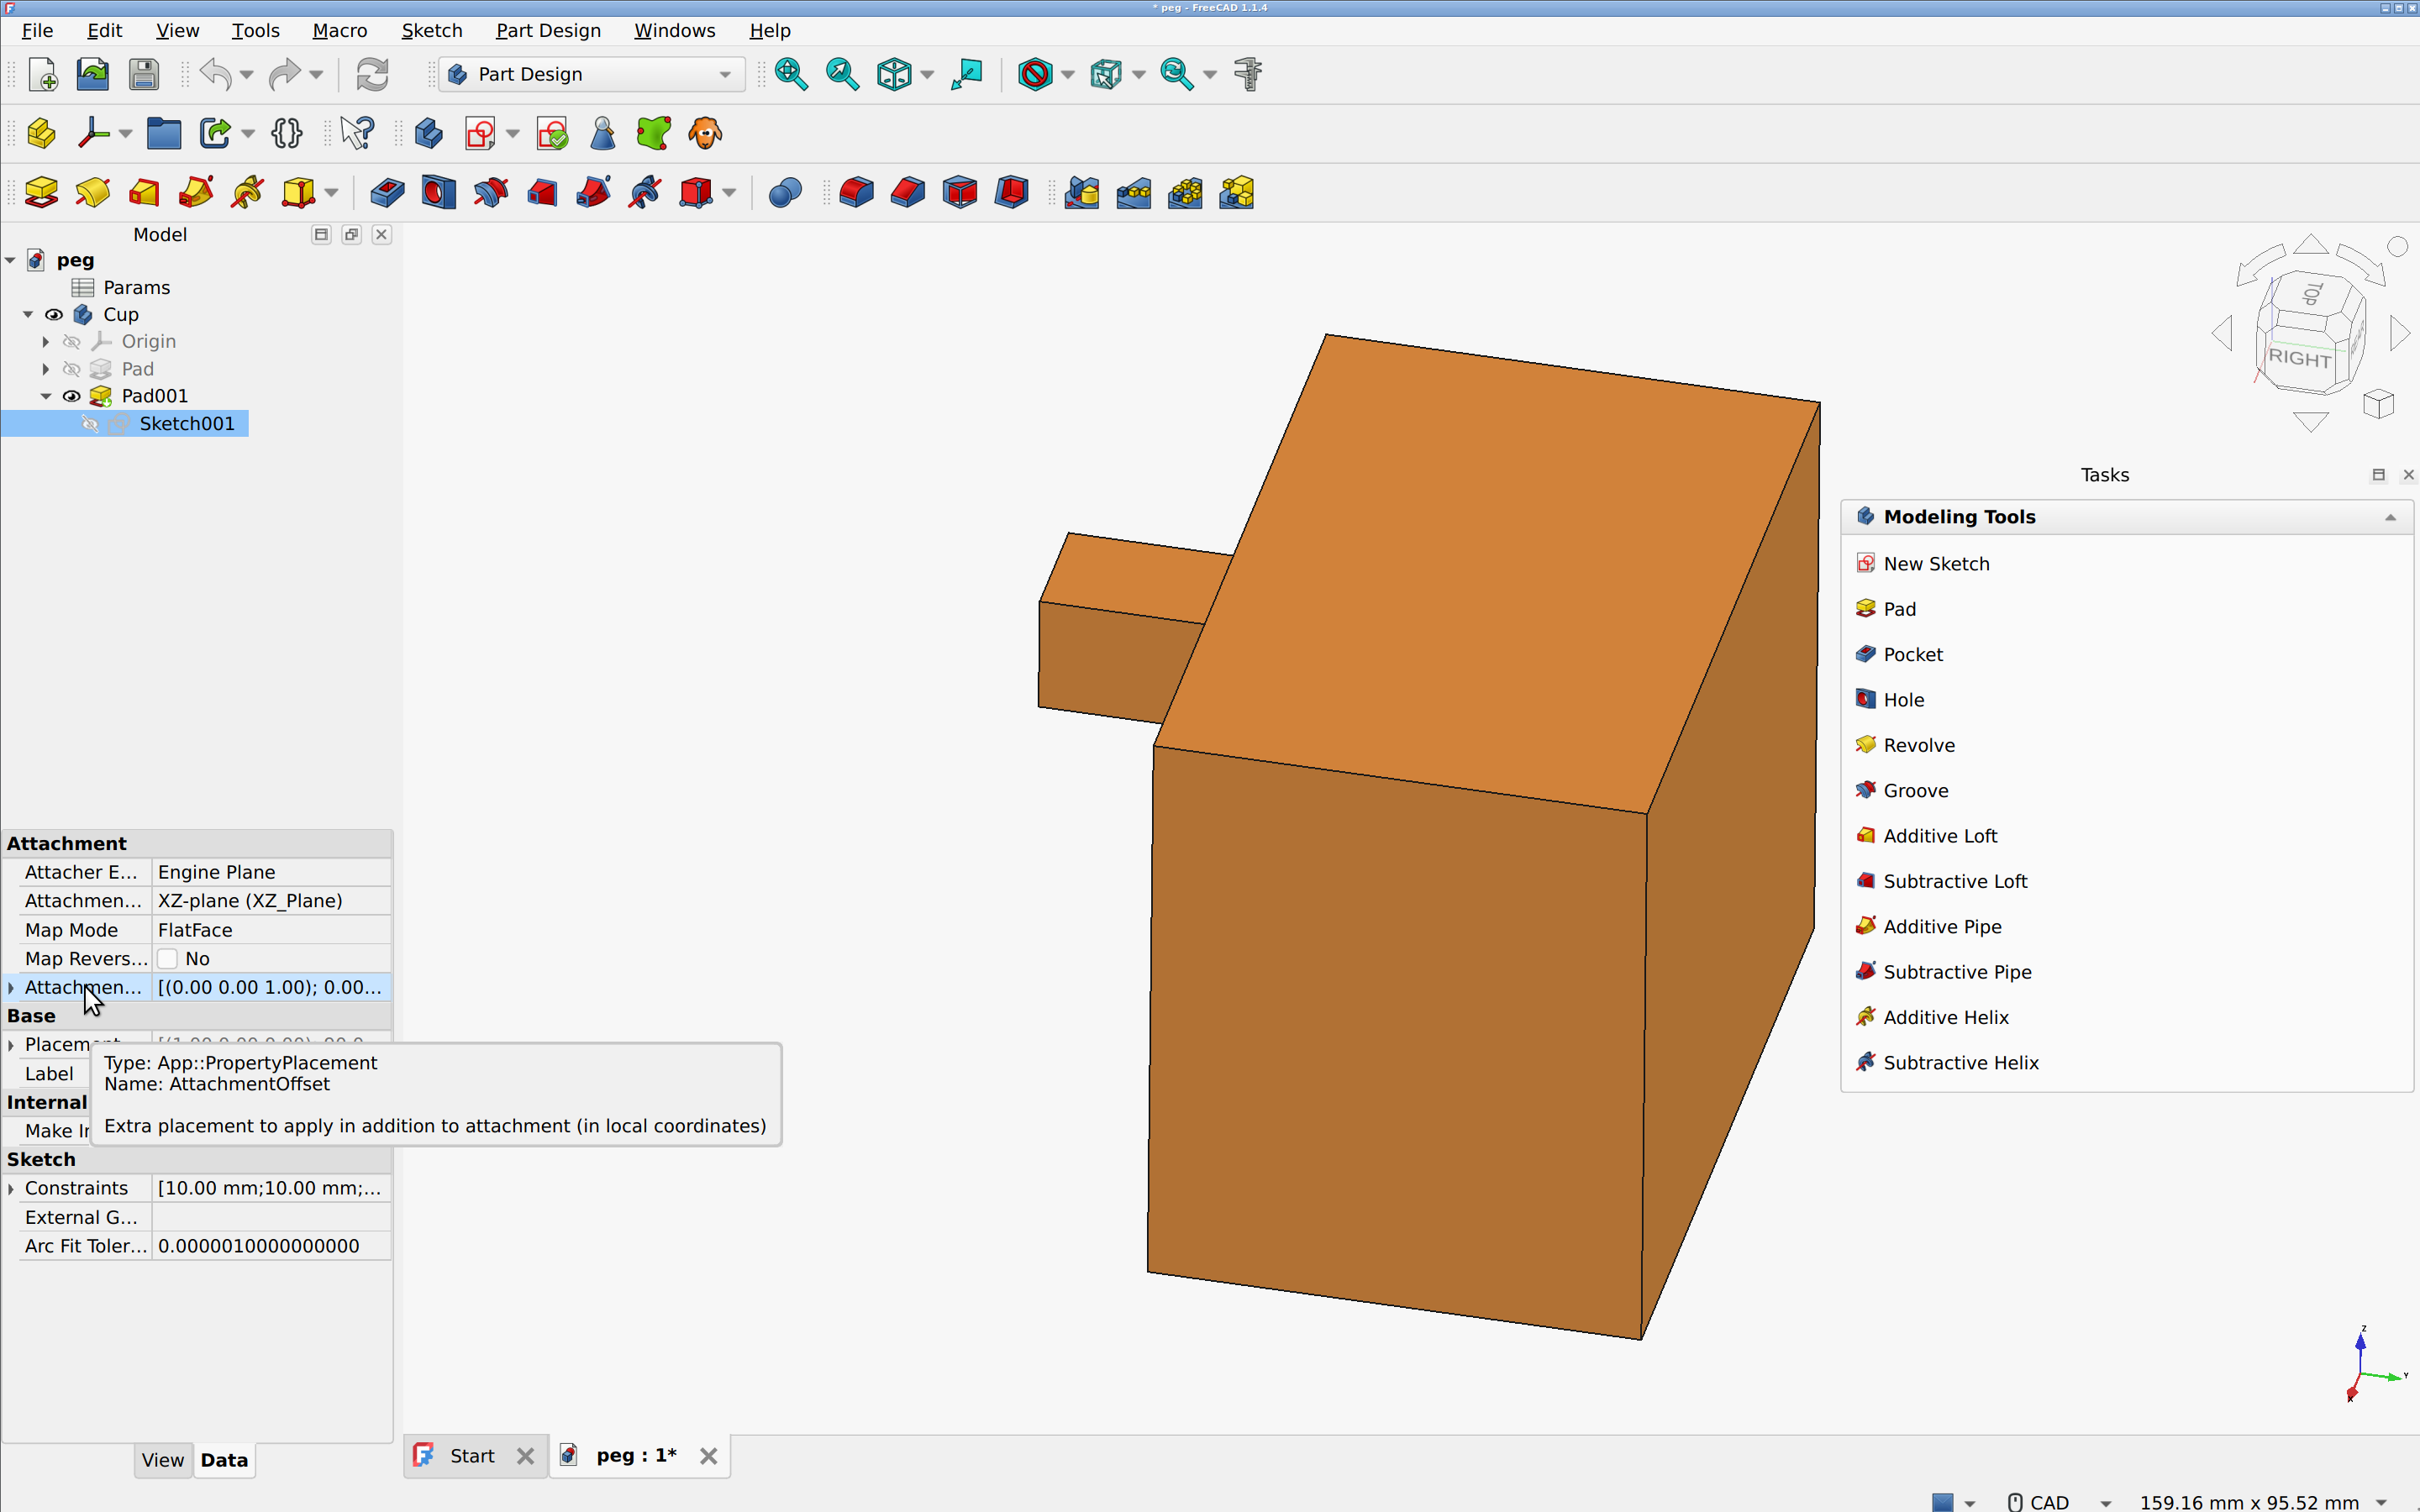 * peg - FreeCAD 1.1.4
File Edit View Tools Macro Sketch Part Design Windows Help
Part Design
Model
peg
Params
Cup
Origin
Pad
Pad001
Sketch001
TOP
RIGHT
Tasks
Modeling Tools
New Sketch
Pad
Pocket
Hole
Revolve
Groove
Additive Loft
Subtractive Loft
Additive Pipe
Subtractive Pipe
Additive Helix
Subtractive Helix
Attachment
Attacher E... Engine Plane
Attachmen... XZ-plane (XZ_Plane)
Map Mode FlatFace
Map Revers... No
Attachmen... [(0.00 0.00 1.00); 0.00...
Base
Placement
Label
Internal
Make
Type: App::PropertyPlacement
Name: AttachmentOffset
Extra placement to apply in addition to attachment (in local coordinates)
Sketch
Constraints [10.00 mm;10.00 mm;...
External G...
Arc Fit Toler... 0.0000010000000000
Z
Y
X
View Data
Start
peg : 1*
CAD 159.16 mm x 95.52 mm